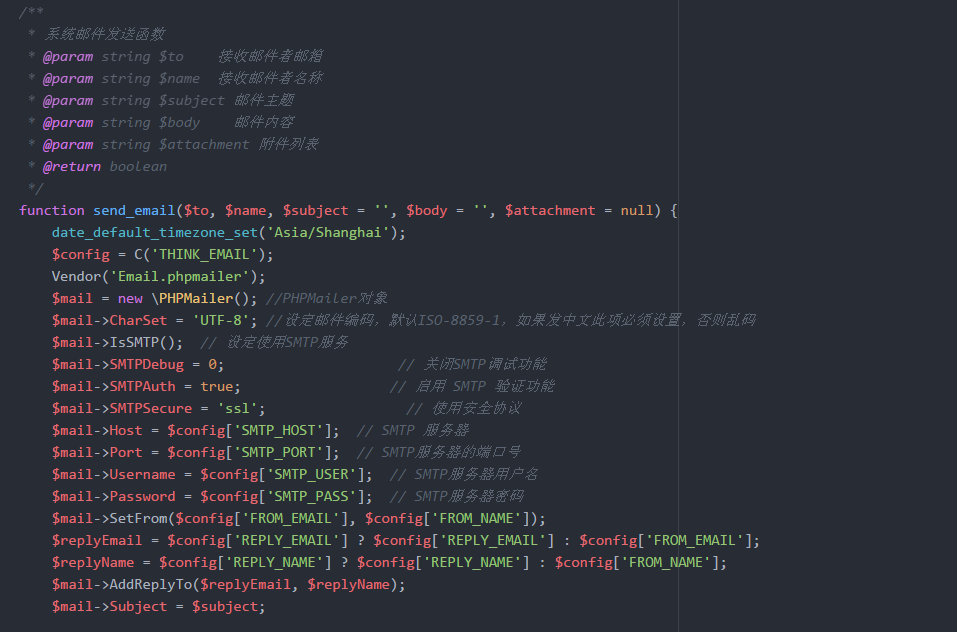 /**
 * 系统邮件发送函数
 * @param string $to    接收邮件者邮箱
 * @param string $name  接收邮件者名称
 * @param string $subject 邮件主题
 * @param string $body    邮件内容
 * @param string $attachment 附件列表
 * @return boolean
 */
function send_email($to, $name, $subject = '', $body = '', $attachment = null) {
    date_default_timezone_set('Asia/Shanghai');
    $config = C('THINK_EMAIL');
    Vendor('Email.phpmailer');
    $mail = new \PHPMailer(); //PHPMailer对象
    $mail->CharSet = 'UTF-8'; //设定邮件编码，默认ISO-8859-1，如果发中文此项必须设置，否则乱码
    $mail->IsSMTP();  // 设定使用SMTP服务
    $mail->SMTPDebug = 0;                     // 关闭SMTP调试功能
    $mail->SMTPAuth = true;                  // 启用 SMTP 验证功能
    $mail->SMTPSecure = 'ssl';                 // 使用安全协议
    $mail->Host = $config['SMTP_HOST'];  // SMTP 服务器
    $mail->Port = $config['SMTP_PORT'];  // SMTP服务器的端口号
    $mail->Username = $config['SMTP_USER'];  // SMTP服务器用户名
    $mail->Password = $config['SMTP_PASS'];  // SMTP服务器密码
    $mail->SetFrom($config['FROM_EMAIL'], $config['FROM_NAME']);
    $replyEmail = $config['REPLY_EMAIL'] ? $config['REPLY_EMAIL'] : $config['FROM_EMAIL'];
    $replyName = $config['REPLY_NAME'] ? $config['REPLY_NAME'] : $config['FROM_NAME'];
    $mail->AddReplyTo($replyEmail, $replyName);
    $mail->Subject = $subject;